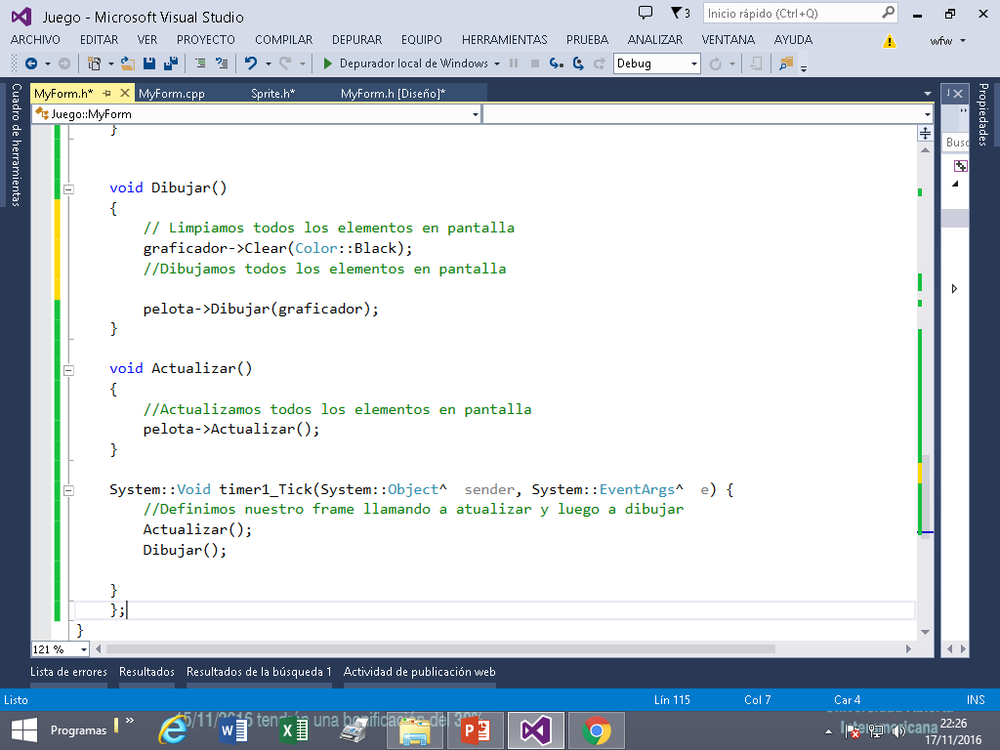 Juego - Microsoft Visual Studio
3
Inicio rápido (Ctrl+Q)
ARCHIVO EDITAR VER PROYECTO COMPILAR DEPURAR EQUIPO HERRAMIENTAS PRUEBA ANALIZAR VENTANA AYUDA
wfw
Depurador local de Windows
Debug
Cuadro de herramientas
MyForm.h*
MyForm.cpp
Sprite.h*
MyForm.h [Diseño]*
Propiedades
Juego::MyForm
Busc
}
void Dibujar()
{
// Limpiamos todos los elementos en pantalla
graficador->Clear(Color::Black);
//Dibujamos todos los elementos en pantalla
pelota->Dibujar(graficador);
}
void Actualizar()
{
//Actualizamos todos los elementos en pantalla
pelota->Actualizar();
}
System::Void timer1_Tick(System::Object^  sender, System::EventArgs^  e) {
//Definimos nuestro frame llamando a atualizar y luego a dibujar
Actualizar();
Dibujar();
}
};
}
121 %
Lista de errores Resultados Resultados de la búsqueda 1 Actividad de publicación web
Listo
Lín 115
Col 7
Car 4
INS
Programas
5/11/2016 tendrán una bonificación del 30%
Interamericana
22:26
17/11/2016